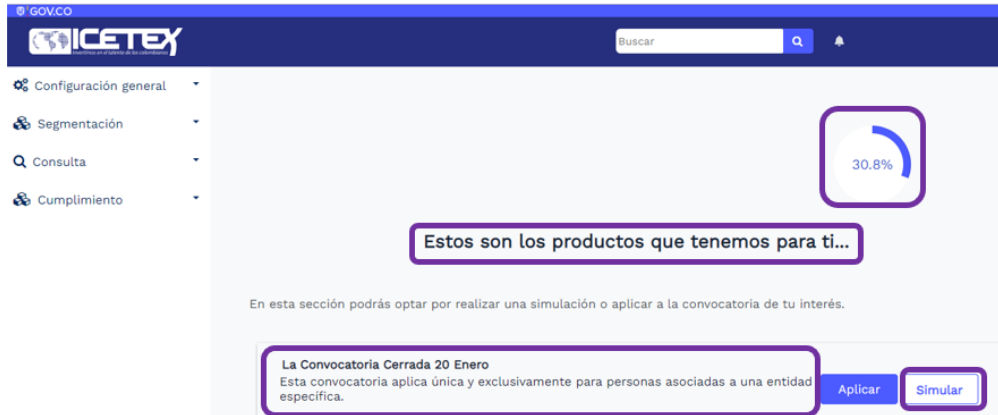 GOV.CO
ICETEX
Buscar
Configuración general
Segmentación
Consulta
Cumplimiento
30.8%
Estos son los productos que tenemos para ti...
En esta sección podrás optar por realizar una simulación o aplicar a la convocatoria de tu interés.
La Convocatoria Cerrada 20 Enero
Esta convocatoria aplica única y exclusivamente para personas asociadas a una entidad
específica.
Aplicar
Simular